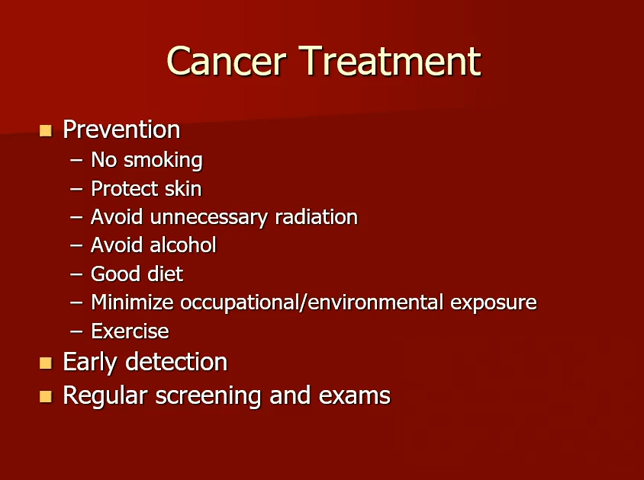 Cancer Treatment
Prevention
– No smoking
– Protect skin
– Avoid unnecessary radiation
– Avoid alcohol
– Good diet
– Minimize occupational/environmental exposure
– Exercise
Early detection
Regular screening and exams